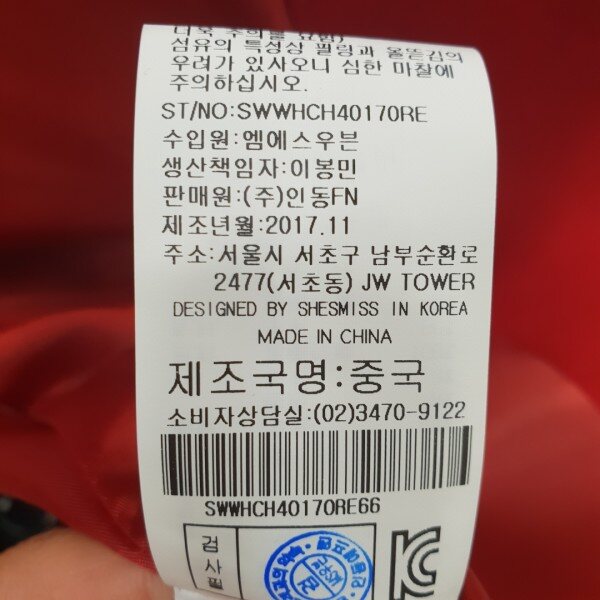 섬유의 특성상 필링과 올뜯김의
우려가 있사오니 심한 마찰에
주의하십시오.
ST/NO:SWWHCH40170RE
수입원:엠에스우븐
생산책임자:이봉민
판매원:(주)인동FN
제조년월:2017.11
주소:서울시 서초구 남부순환로
2477(서초동) JW TOWER
DESIGNED BY SHESMISS IN KOREA
MADE IN CHINA
제조국명:중국
소비자상담실:(02)3470-9122
SWWHCH40170RE66
검사필